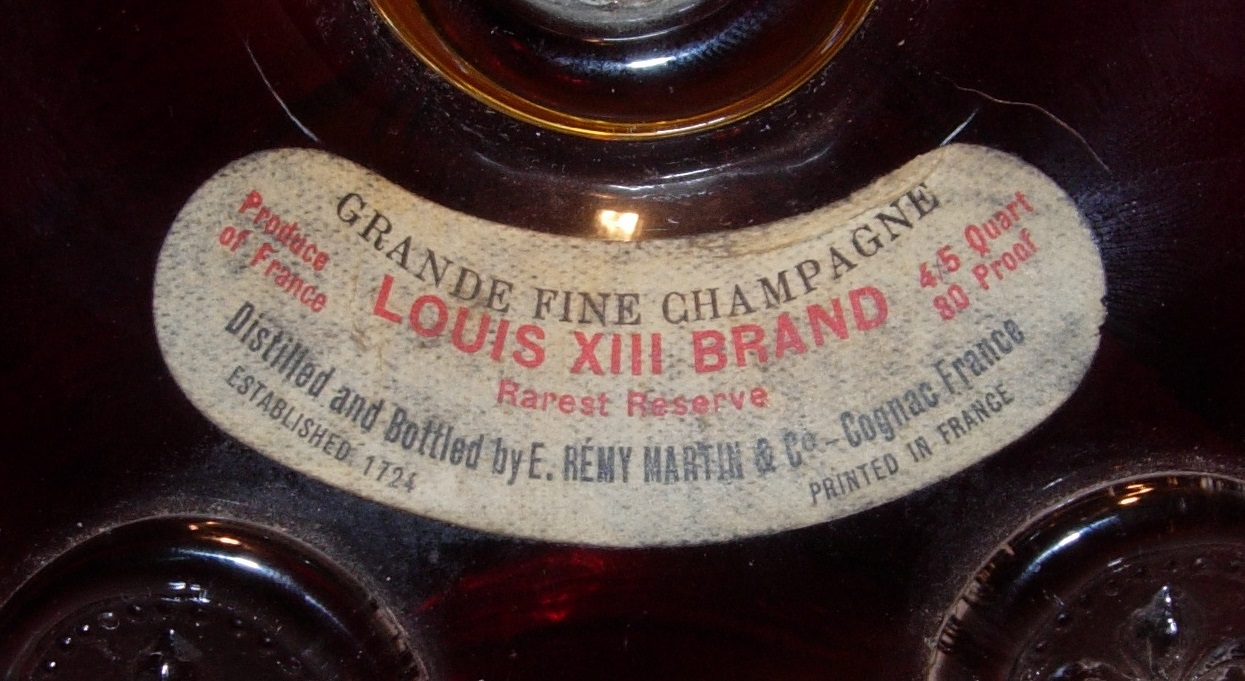 GRANDE FINE CHAMPAGNE
Produce
of France
LOUIS XIII BRAND
4/5 Quart
80 Proof
Rarest Reserve
Distilled and Bottled by E. RÉMY MARTIN & Cº - Cognac France
ESTABLISHED 1724
PRINTED IN FRANCE